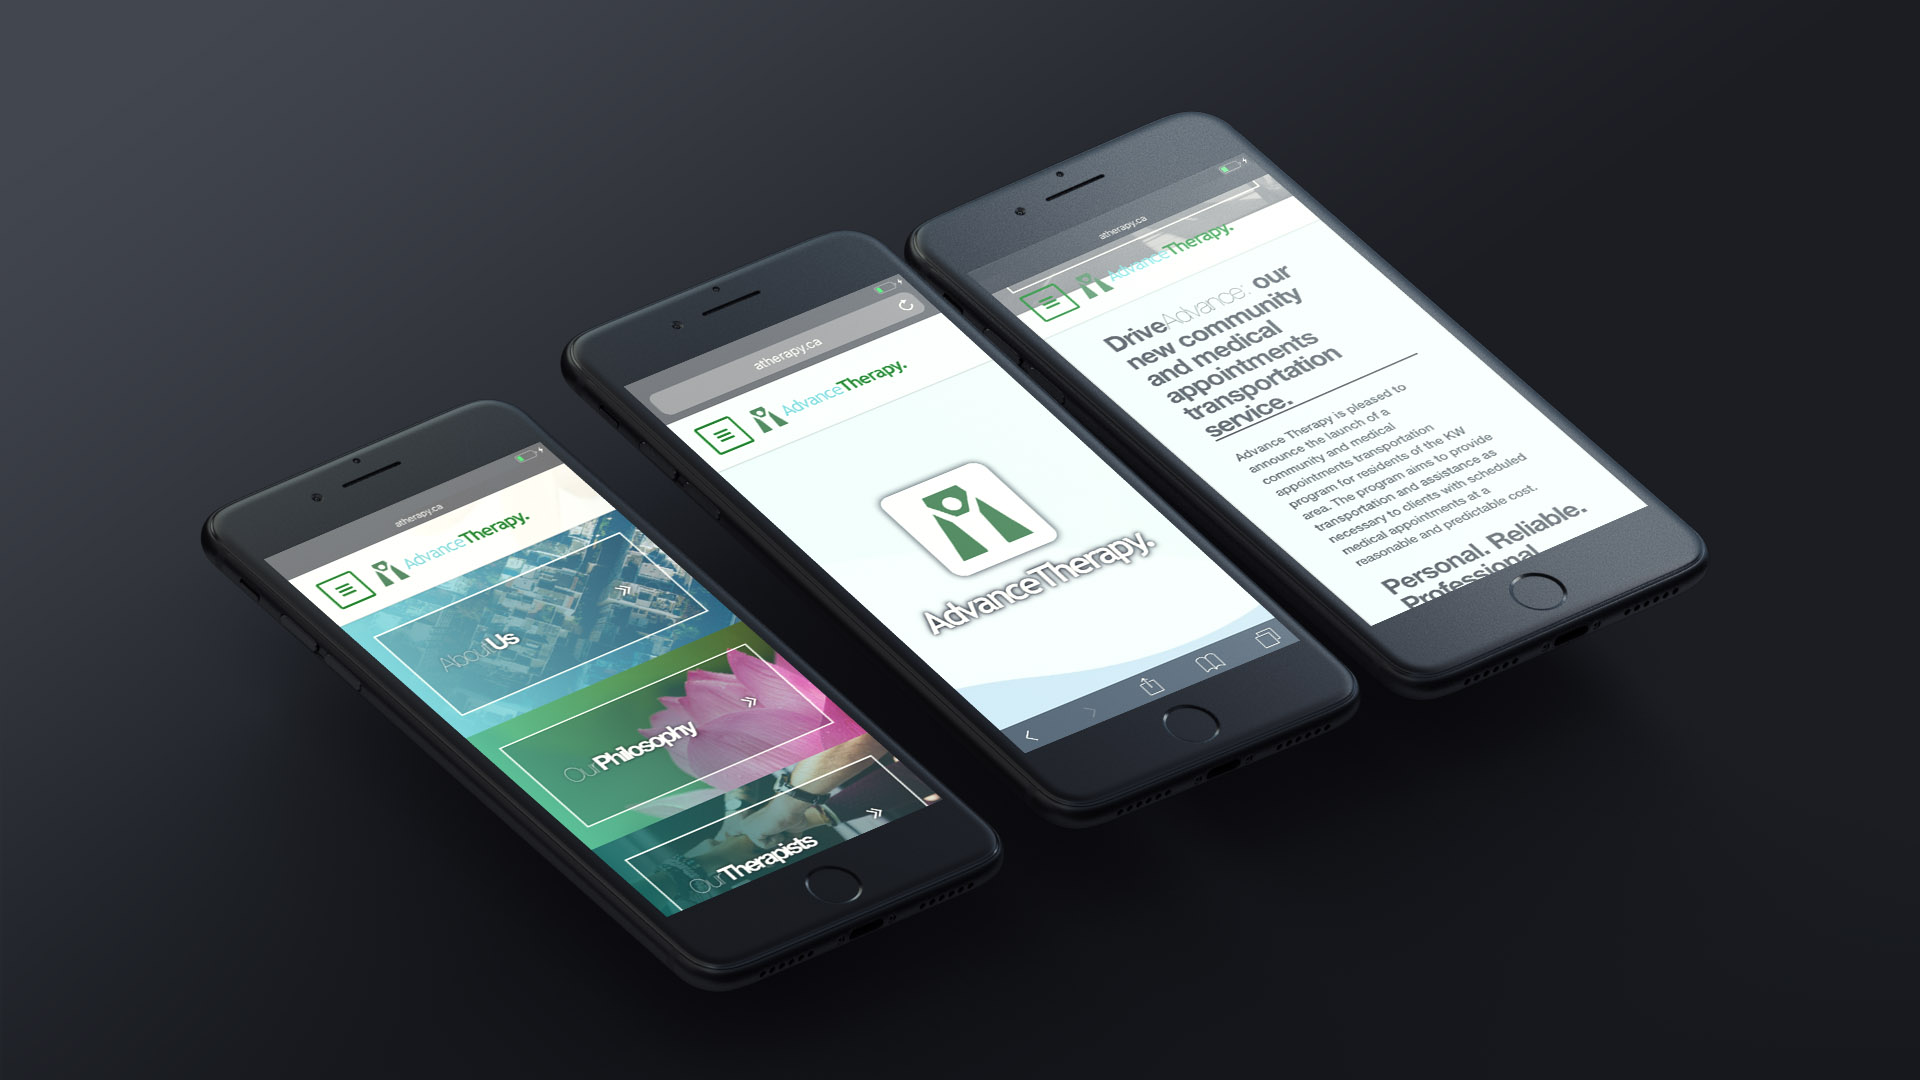 atherapy.ca
AdvanceTherapy.
AboutUs
OurPhilosophy
OurTherapists
atherapy.ca
AdvanceTherapy.
AdvanceTherapy.
atherapy.ca
AdvanceTherapy.
DriveAdvance: our
new community
and medical
appointments
transportation
service.
Advance Therapy is pleased to
announce the launch of a
community and medical
appointments transportation
program for residents of the KW
area. The program aims to provide
transportation and assistance as
necessary to clients with scheduled
medical appointments at a
reasonable and predictable cost.
Personal. Reliable.
Professional